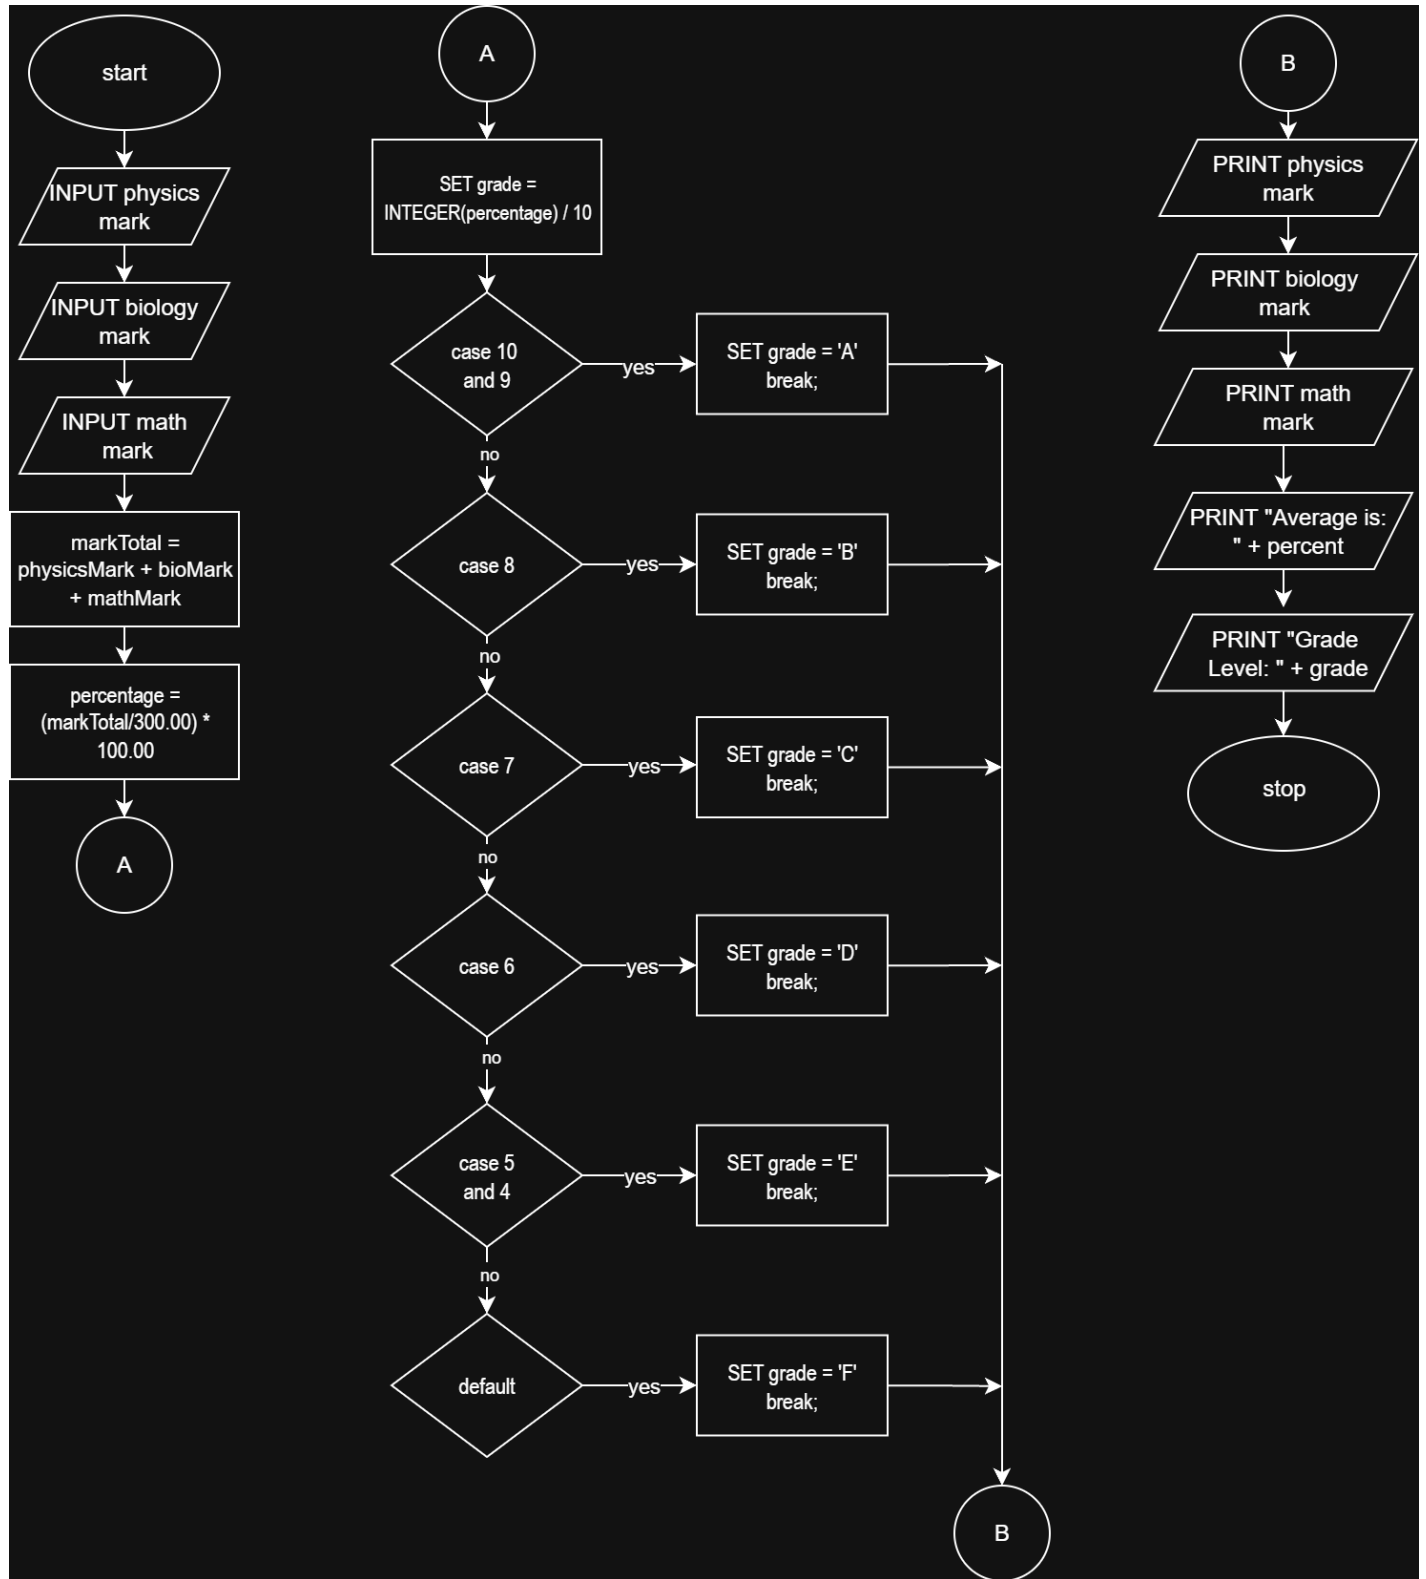 start
INPUT physics
mark
INPUT biology
mark
INPUT math
mark
markTotal =
physicsMark + bioMark
+ mathMark
percentage =
(markTotal/300.00) *
100.00
A
A
SET grade =
INTEGER(percentage) / 10
case 10
and 9
yes
SET grade = 'A'
break;
no
case 8
yes
SET grade = 'B'
break;
no
case 7
yes
SET grade = 'C'
break;
no
case 6
yes
SET grade = 'D'
break;
no
case 5
and 4
yes
SET grade = 'E'
break;
no
default
yes
SET grade = 'F'
break;
B
B
PRINT physics
mark
PRINT biology
mark
PRINT math
mark
PRINT "Average is:
" + percent
PRINT "Grade
Level: " + grade
stop